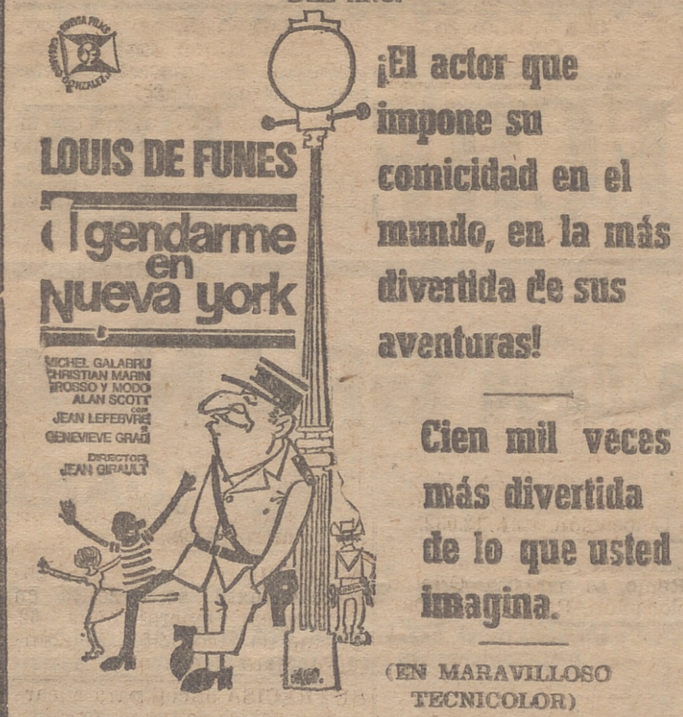 LOUIS DE FUNES
el gendarme
en
Nueva york
MICHEL GALABRU
CHRISTIAN MARIN
GROSSO Y MODO
ALAN SCOTT
con
JEAN LEFEBVRE
GENEVIEVE GRAD
DIRECTOR
JEAN GIRAULT
¡El actor que
impone su
comicidad en el
mundo, en la más
divertida de sus
aventuras!
Cien mil veces
más divertida
de lo que usted
imagina.
(EN MARAVILLOSO
TECNICOLOR)